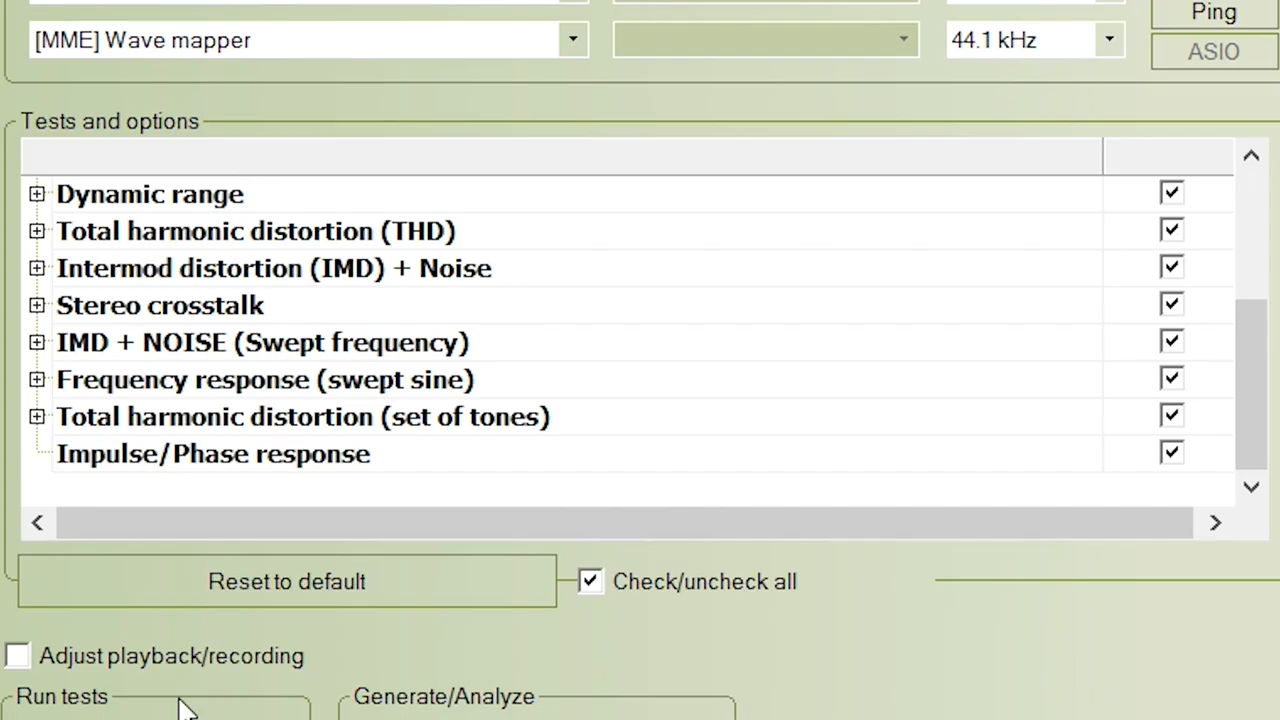 Ping
[MME] Wave mapper
44.1 kHz
ASIO
Tests and options
Dynamic range
Total harmonic distortion (THD)
Intermod distortion (IMD) + Noise
Stereo crosstalk
IMD + NOISE (Swept frequency)
Frequency response (swept sine)
Total harmonic distortion (set of tones)
Impulse/Phase response
Reset to default
Check/uncheck all
Adjust playback/recording
Run tests
Generate/Analyze